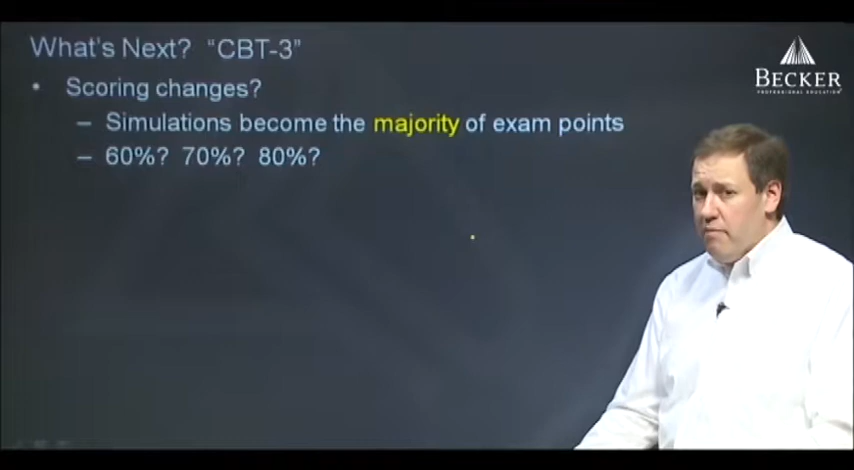 What's Next? "CBT-3"
• Scoring changes?
– Simulations become the majority of exam points
– 60%? 70%? 80%?
BECKER
PROFESSIONAL EDUCATION